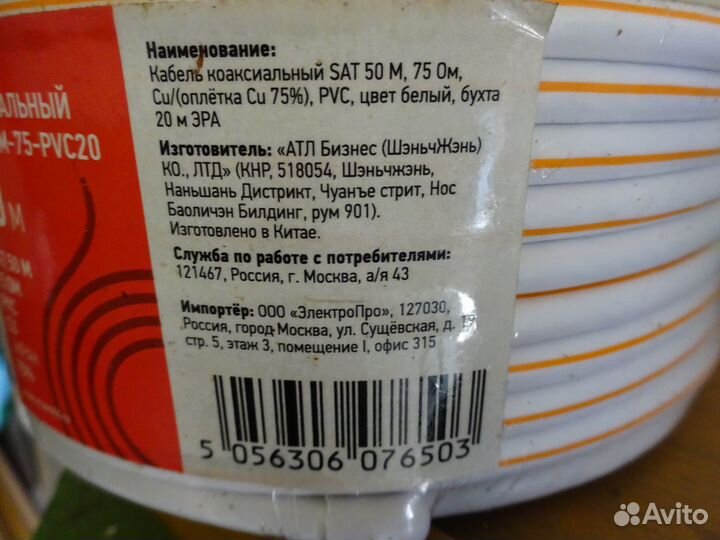 АЛЬНЫЙ
М-75-PVC20
М
50 М
Наименование:
Кабель коаксиальный SAT 50 М, 75 Ом,
Cu/(оплётка Cu 75%), PVC, цвет белый, бухта
20 м ЭРА
Изготовитель: «АТЛ Бизнес (ШэньчЖэнь)
КО., ЛТД» (КНР, 518054, Шэньчжэнь,
Наньшань Дистрикт, Чуанъе стрит, Нос
Баоличэн Билдинг, рум 901).
Изготовлено в Китае.
Служба по работе с потребителями:
121467, Россия, г. Москва, а/я 43
Импортёр: ООО «ЭлектроПро», 127030,
Россия, город Москва, ул. Сущёвская, д. 19
стр. 5, этаж 3, помещение I, офис 315
5 056306 076503
Avito